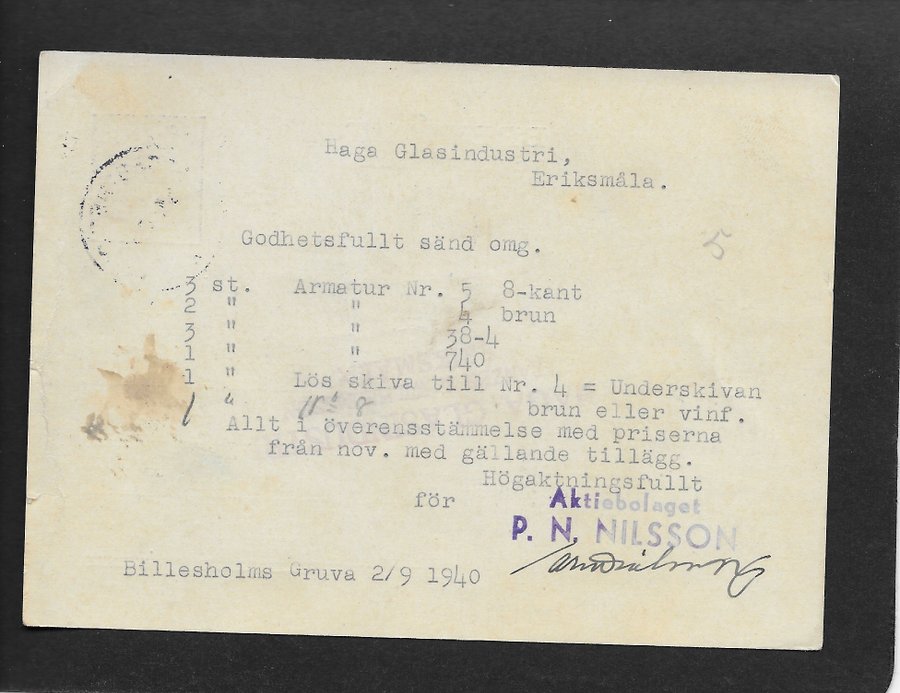 Haga Glasindustri,
Eriksmåla.
5
Godhetsfullt sänd omg.
3 st. Armatur Nr. 5 8-kant
2 " " 4 brun
3 " " 38-4
1 " " 740
1 " Lös skiva till Nr. 4 = Underskivan
brun eller vinf.
1 " 8
Allt i överensstämmelse med priserna
från nov. med gällande tillägg.
Högaktningsfullt
för Aktiebolaget
P. N. NILSSON
Billesholms Gruva 2/9 1940